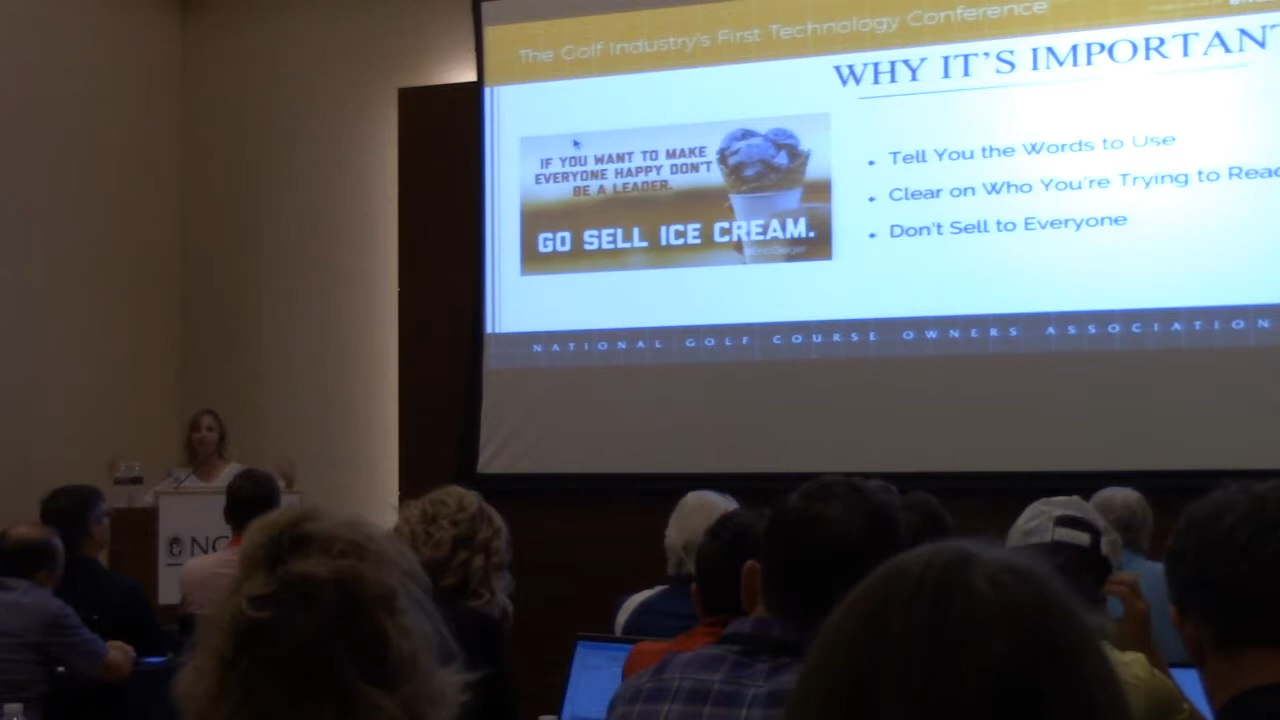 The Golf Industry's First Technology Conference
WHY IT'S IMPORTANT
IF YOU WANT TO MAKE
EVERYONE HAPPY DON'T
BE A LEADER.
GO SELL ICE CREAM.
• Tell You the Words to Use
• Clear on Who You're Trying to Reac
• Don't Sell to Everyone
NATIONAL GOLF COURSE OWNERS ASSOCIATION
NC